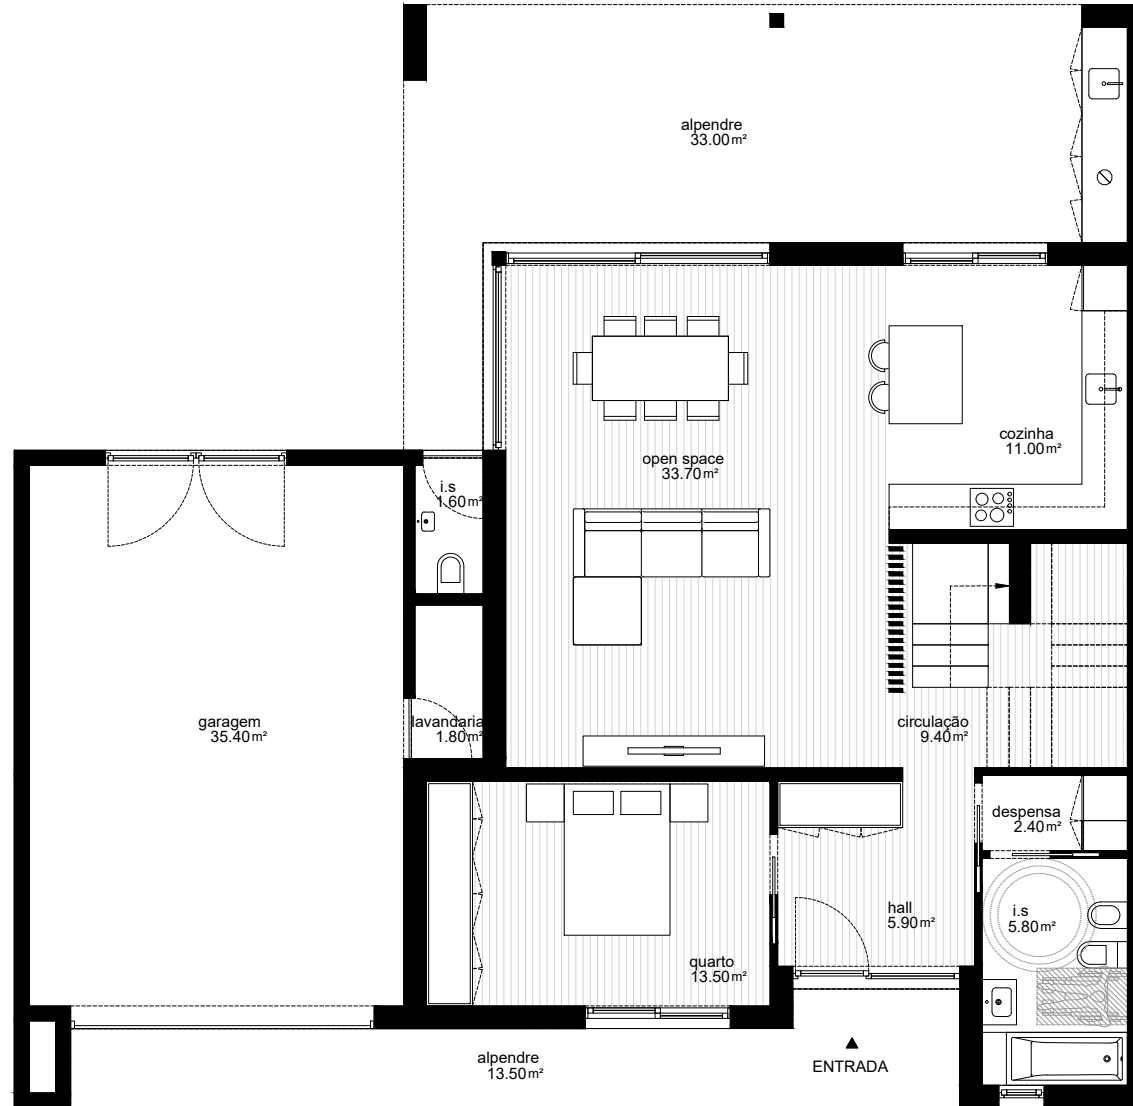 alpendre
33.00m²
cozinha
11.00m²
open space
33.70m²
i.s
1.60m²
garagem
35.40m²
lavandaria
1.80m²
circulação
9.40m²
despensa
2.40m²
hall
5.90m²
i.s
5.80m²
quarto
13.50m²
alpendre
13.50m²
ENTRADA